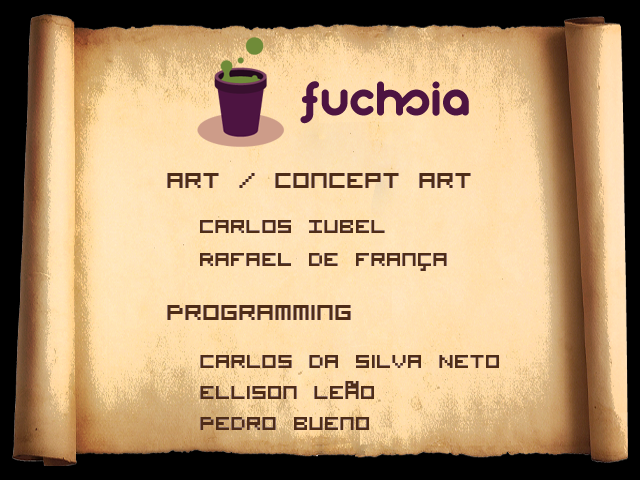 fuchsia
ART / CONCEPT ART
CARLOS IUBEL
RAFAEL DE FRANÇA
PROGRAMMING
CARLOS DA SILVA NETO
ELLISON LEÃO
PEDRO BUENO